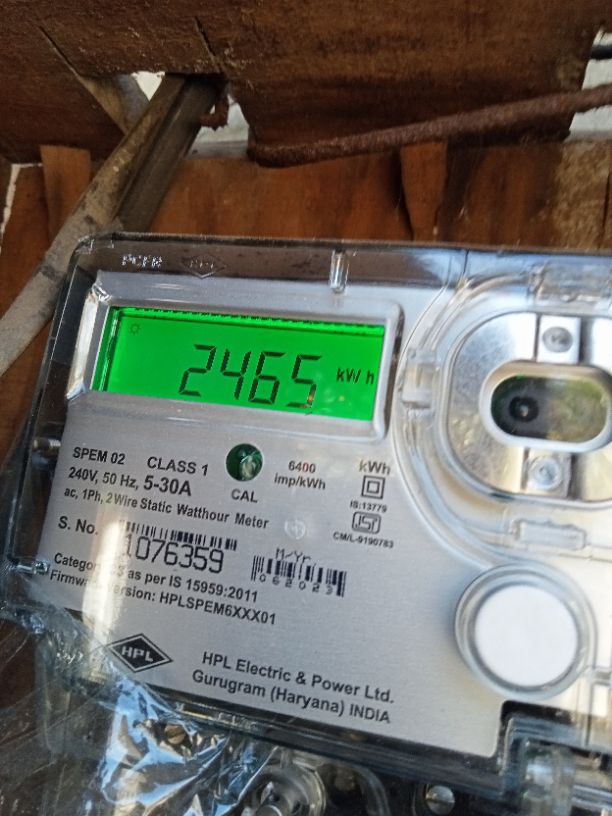 HPL
2465 kWh
SPEM 02 CLASS 1
240V, 50 Hz, 5-30A
ac, 1Ph, 2 Wire Static Watthour Meter
CAL
6400
imp/kWh
kWh
IS:13779
CM/L-9190783
S. No.
1076359
M/Yr.
062023
as per IS 15959:2011
HPLSPEM6XXX01
HPL
HPL Electric & Power Ltd.
Gurugram (Haryana) INDIA